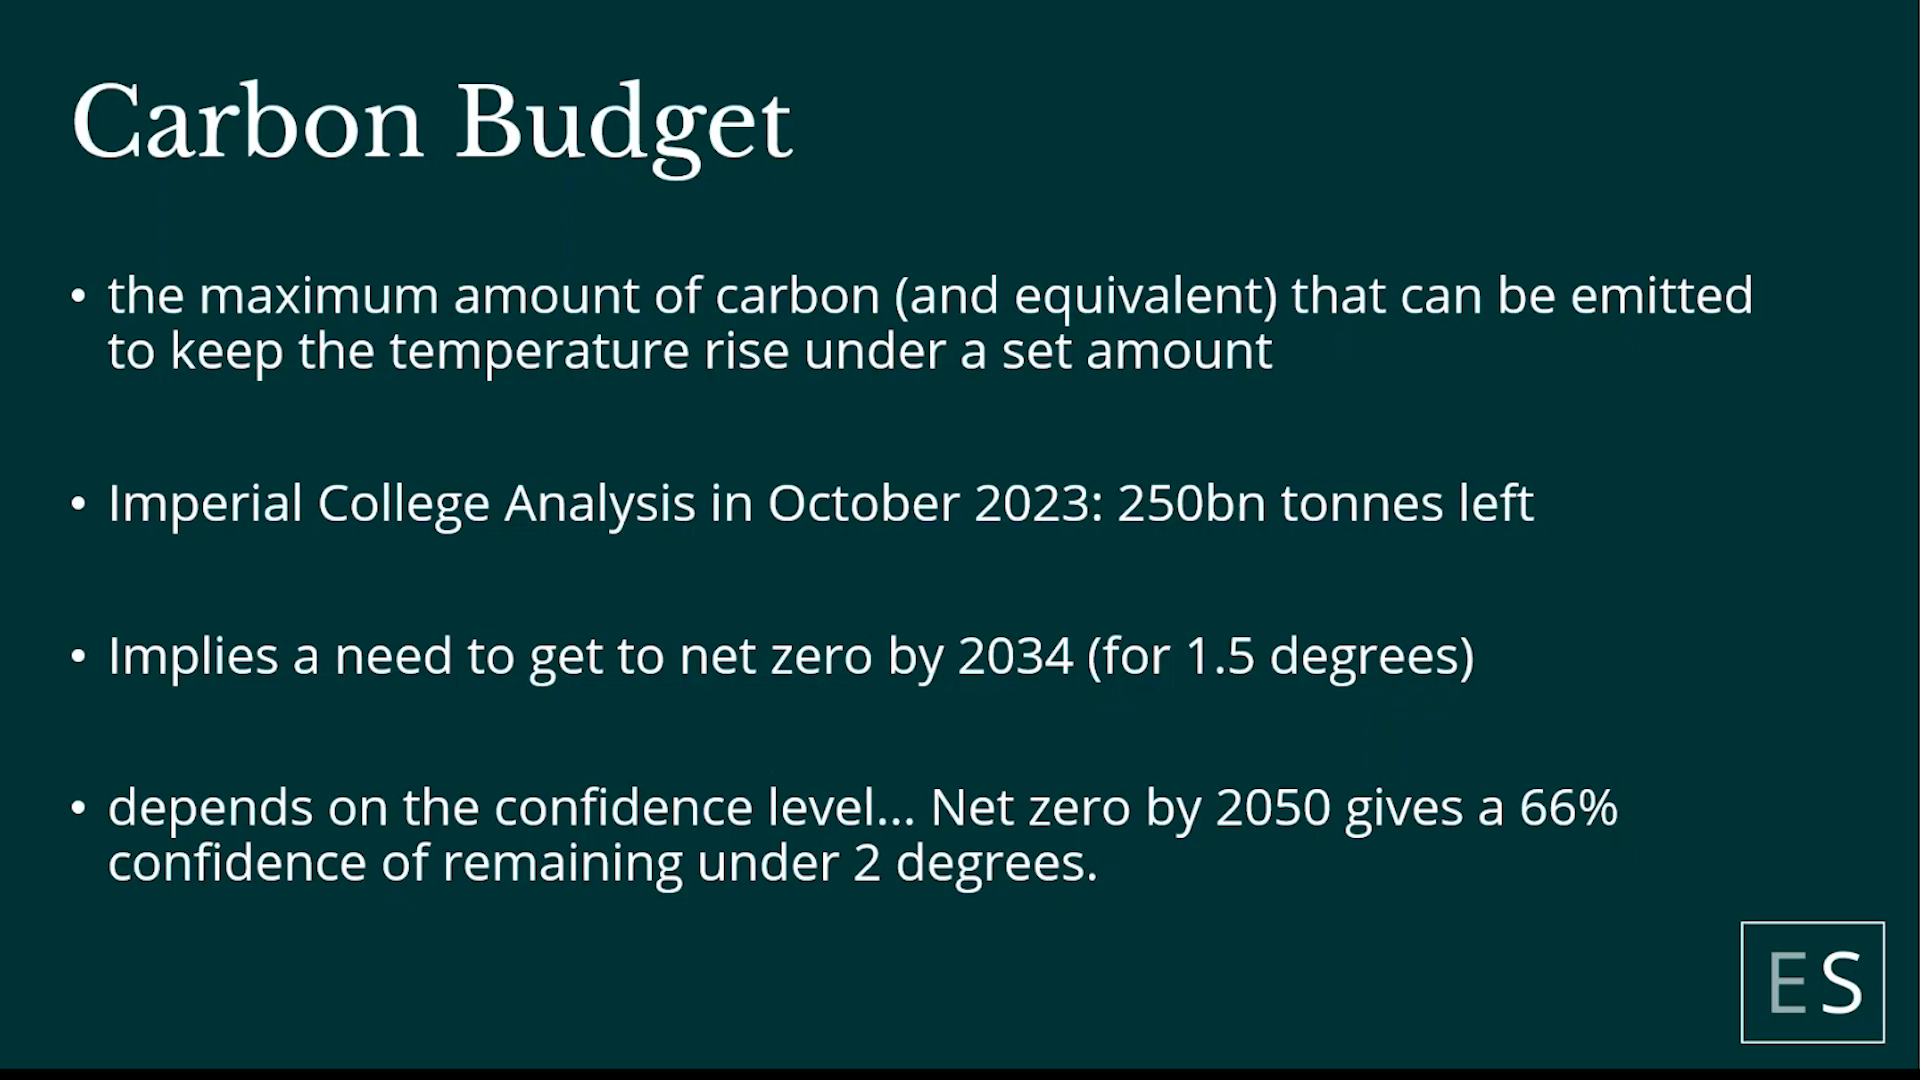 Carbon Budget
• the maximum amount of carbon (and equivalent) that can be emitted
to keep the temperature rise under a set amount
• Imperial College Analysis in October 2023: 250bn tonnes left
• Implies a need to get to net zero by 2034 (for 1.5 degrees)
• depends on the confidence level... Net zero by 2050 gives a 66%
confidence of remaining under 2 degrees.
ES